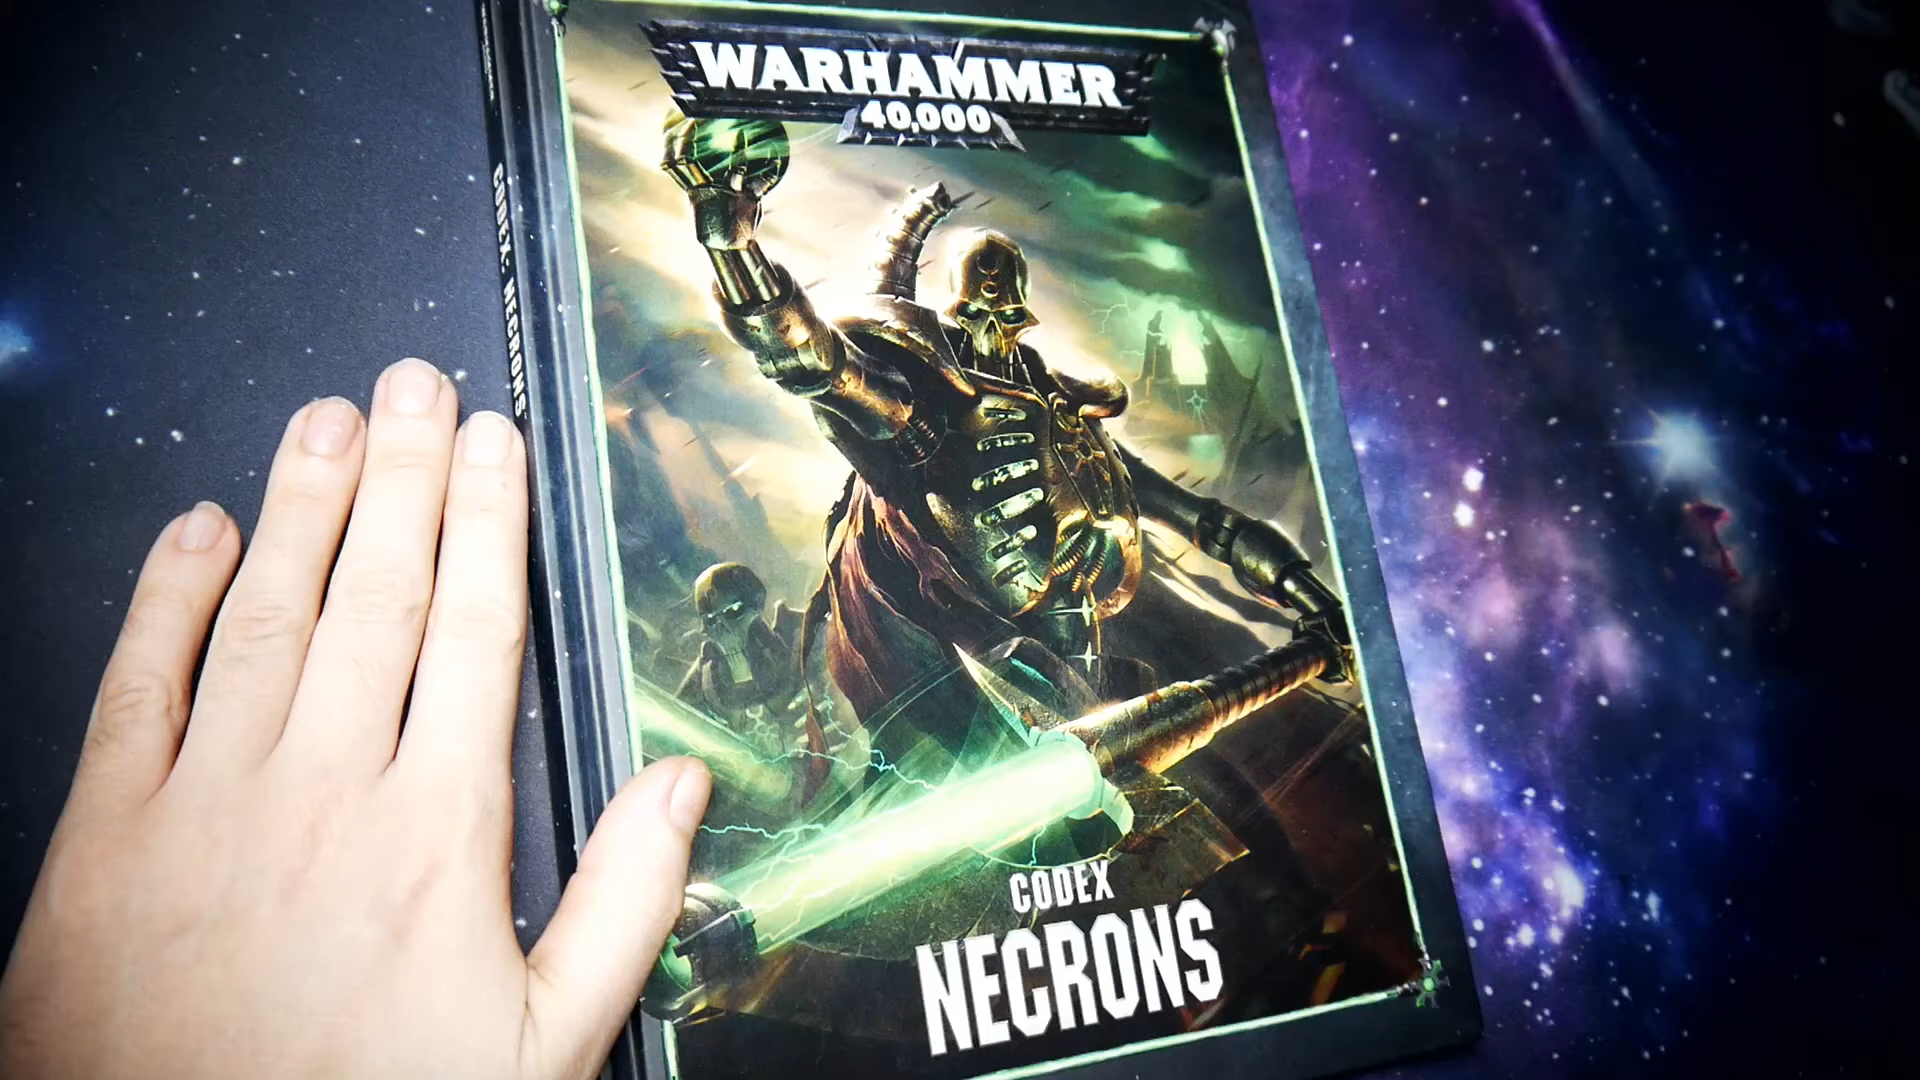 WARHAMMER
40,000
CODEX: NECRONS
CODEX
NECRONS